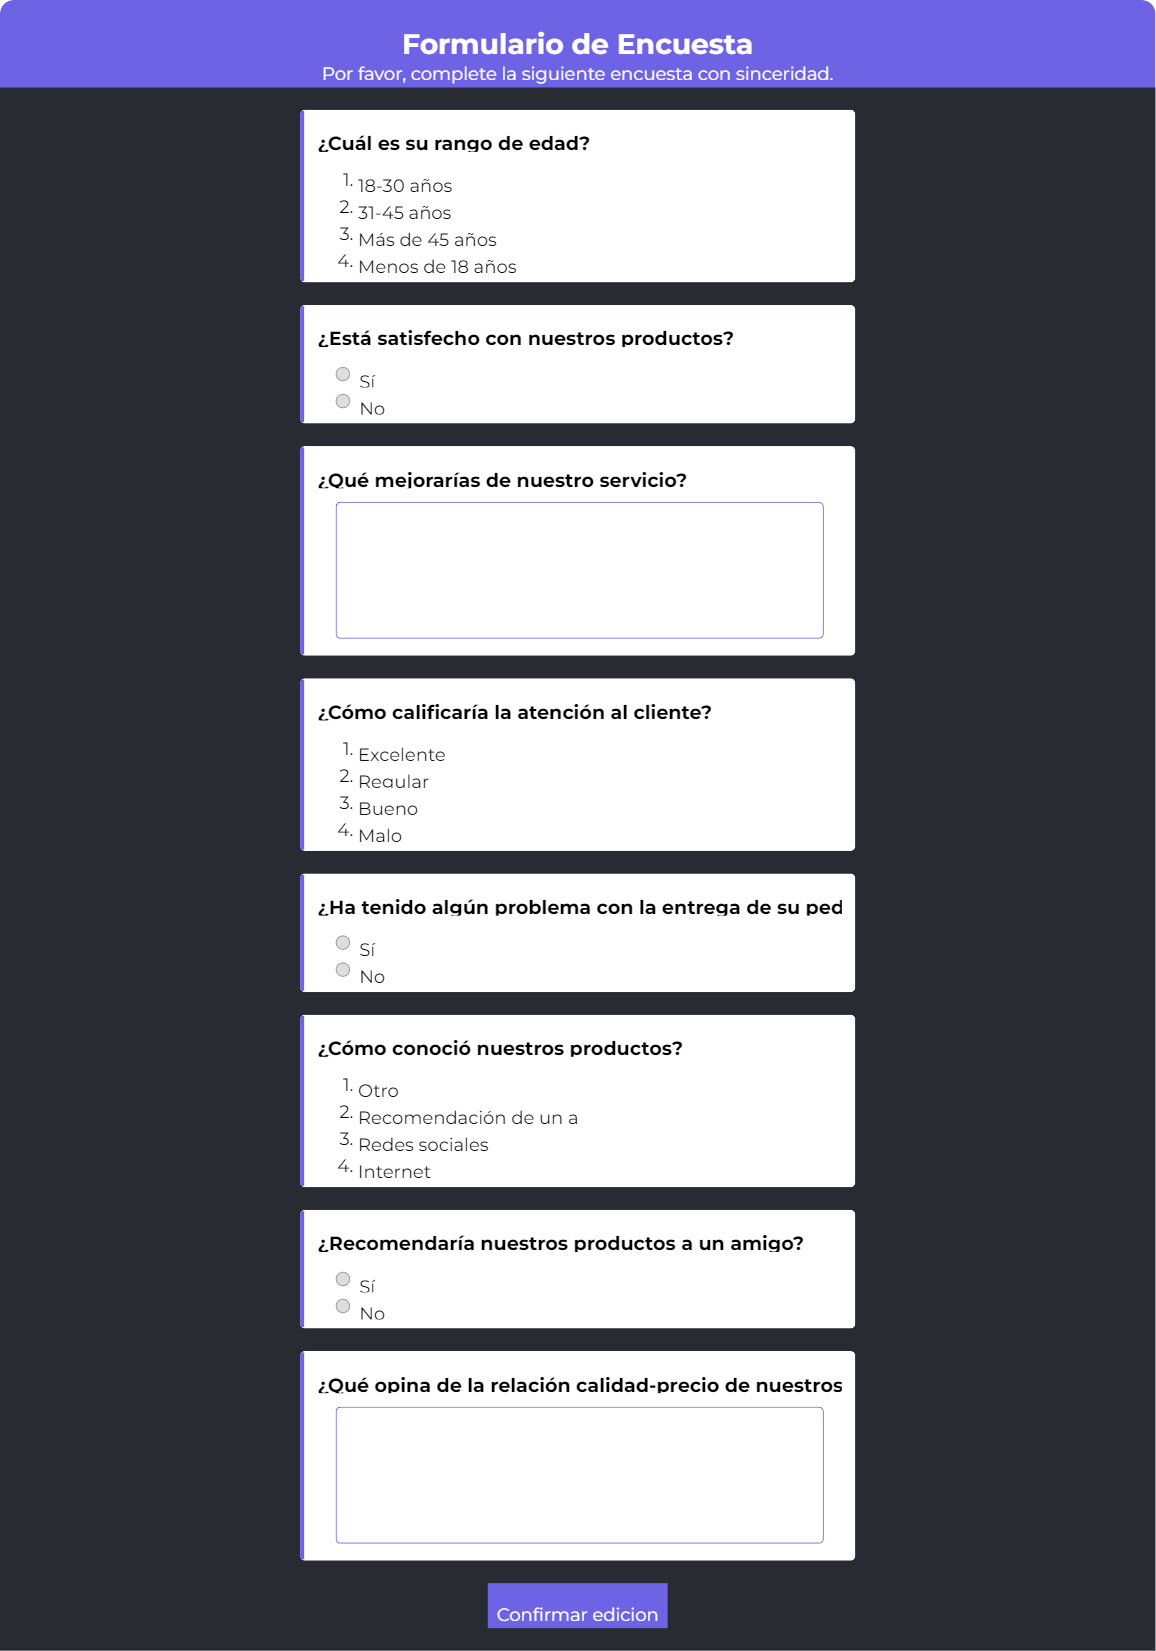 Formulario de Encuesta
Por favor, complete la siguiente encuesta con sinceridad.
¿Cuál es su rango de edad?
1. 18-30 años
2. 31-45 años
3. Más de 45 años
4. Menos de 18 años
¿Está satisfecho con nuestros productos?
Sí
No
¿Qué mejorarías de nuestro servicio?
¿Cómo calificaría la atención al cliente?
1. Excelente
2. Regular
3. Bueno
4. Malo
¿Ha tenido algún problema con la entrega de su ped
Sí
No
¿Cómo conoció nuestros productos?
1. Otro
2. Recomendación de un a
3. Redes sociales
4. Internet
¿Recomendaría nuestros productos a un amigo?
Sí
No
¿Qué opina de la relación calidad-precio de nuestros
Confirmar edicion